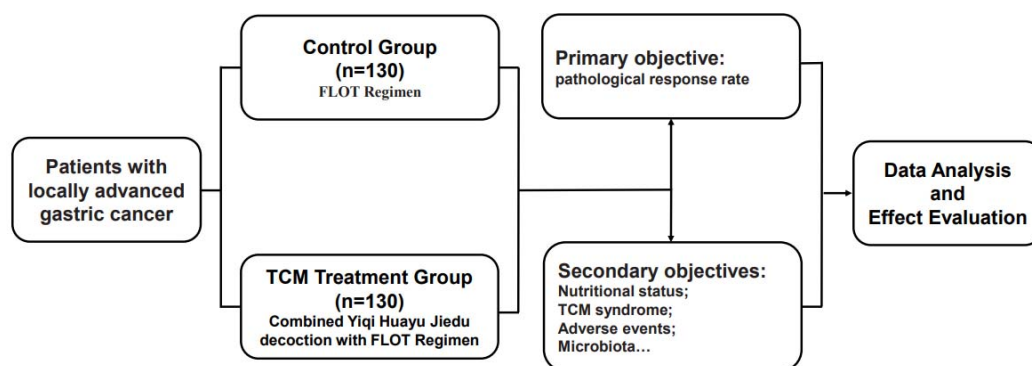 Patients with
locally advanced
gastric cancer
Control Group
(n=130)
FLOT Regimen
TCM Treatment Group
(n=130)
Combined Yiqi Huayu Jiedu
decoction with FLOT Regimen
Primary objective:
pathological response rate
Secondary objectives:
Nutritional status;
TCM syndrome;
Adverse events;
Microbiota…
Data Analysis
and
Effect Evaluation